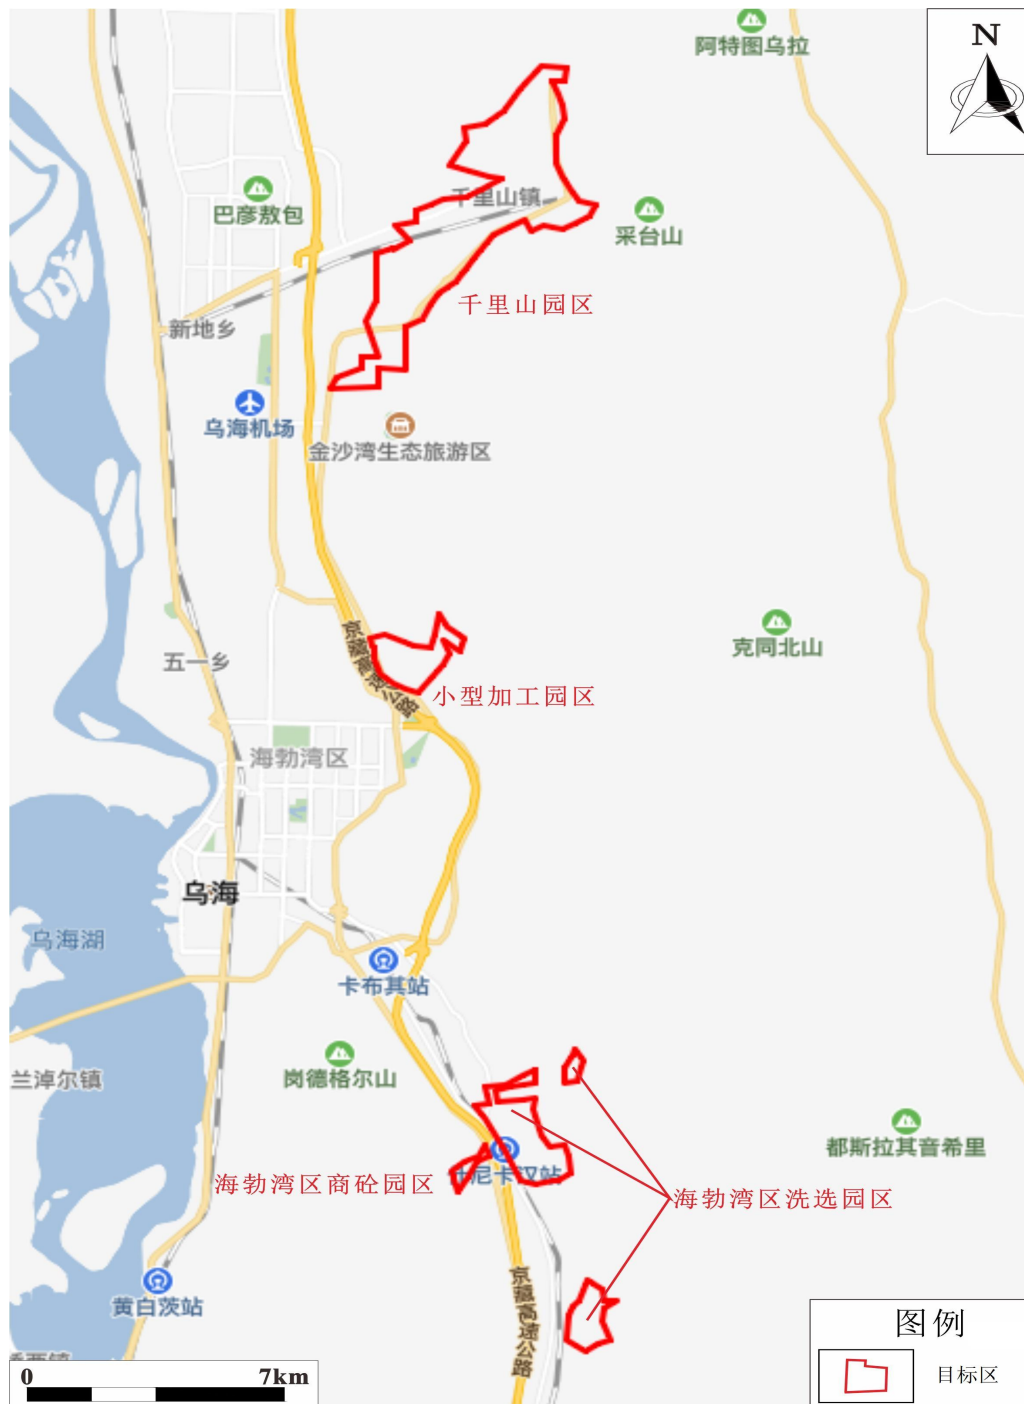 阿特图乌拉
N
千里山镇
巴彦敖包
采台山
千里山园区
新地乡
乌海机场
金沙湾生态旅游区
京藏高速公路
克同北山
五一乡
小型加工园区
海勃湾区
乌海
乌海湖
卡布其站
兰淖尔镇
岗德格尔山
都斯拉其音希里
尼卡汉站
海勃湾区商砼园区
海勃湾区洗选园区
京藏高速公路
黄白茨站
图例
目标区
0 7km